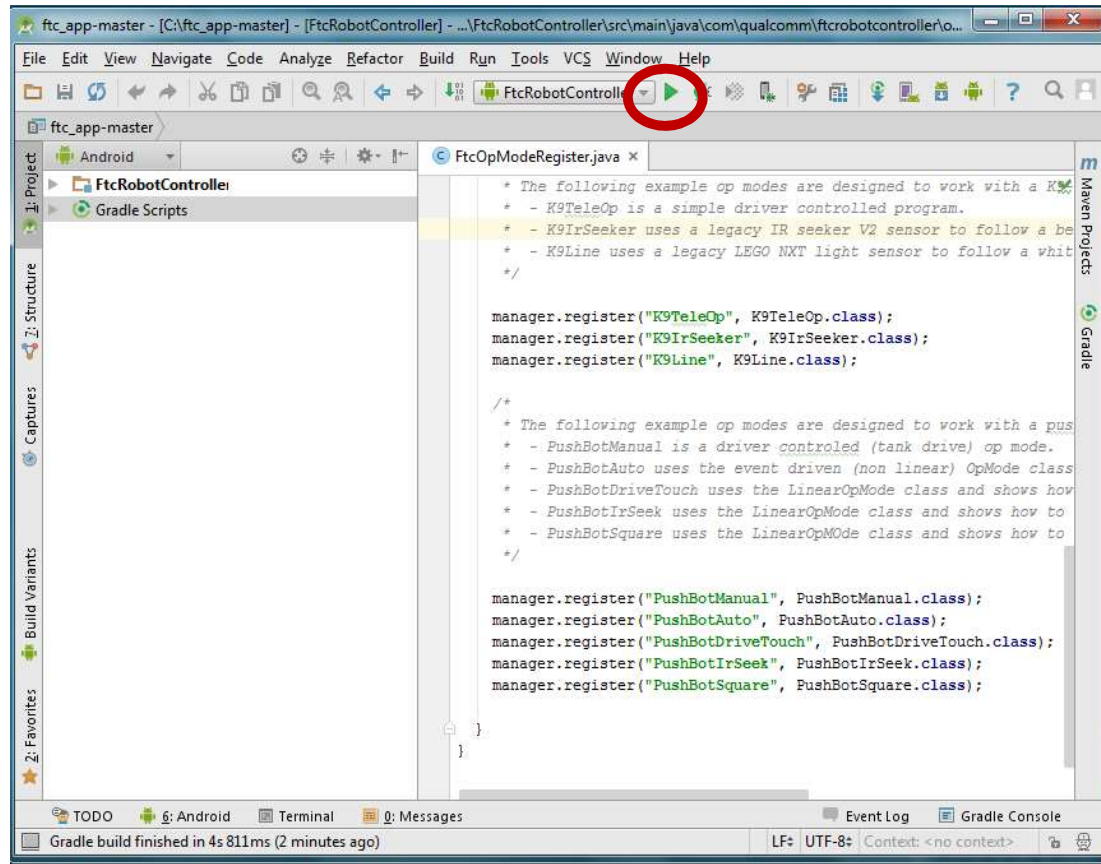 ftc_app-master - [C:\ftc_app-master] - [FtcRobotController] - ...\FtcRobotController\src\main\java\com\qualcomm\ftcrobotcontroller\o...
File Edit View Navigate Code Analyze Refactor Build Run Tools VCS Window Help
FtcRobotControlle
ftc_app-master
1: Project
Android
FtcRobotController
Gradle Scripts
7: Structure
Captures
Build Variants
2: Favorites
FtcOpModeRegister.java
* The following example op modes are designed to work with a K9
* - K9TeleOp is a simple driver controlled program.
* - K9IrSeeker uses a legacy IR seeker V2 sensor to follow a be
* - K9Line uses a legacy LEGO NXT light sensor to follow a whit
*/
manager.register("K9TeleOp", K9TeleOp.class);
manager.register("K9IrSeeker", K9IrSeeker.class);
manager.register("K9Line", K9Line.class);
/*
* The following example op modes are designed to work with a pus
* - PushBotManual is a driver controled (tank drive) op mode.
* - PushBotAuto uses the event driven (non linear) OpMode class
* - PushBotDriveTouch uses the LinearOpMode class and shows how
* - PushBotIrSeek uses the LinearOpMode class and shows how to
* - PushBotSquare uses the LinearOpMOde class and shows how to
*/
manager.register("PushBotManual", PushBotManual.class);
manager.register("PushBotAuto", PushBotAuto.class);
manager.register("PushBotDriveTouch", PushBotDriveTouch.class);
manager.register("PushBotIrSeek", PushBotIrSeek.class);
manager.register("PushBotSquare", PushBotSquare.class);
}
}
m
Maven Projects
Gradle
TODO 6: Android Terminal 0: Messages Event Log Gradle Console
Gradle build finished in 4s 811ms (2 minutes ago) LF÷ UTF-8÷ Context: <no context>